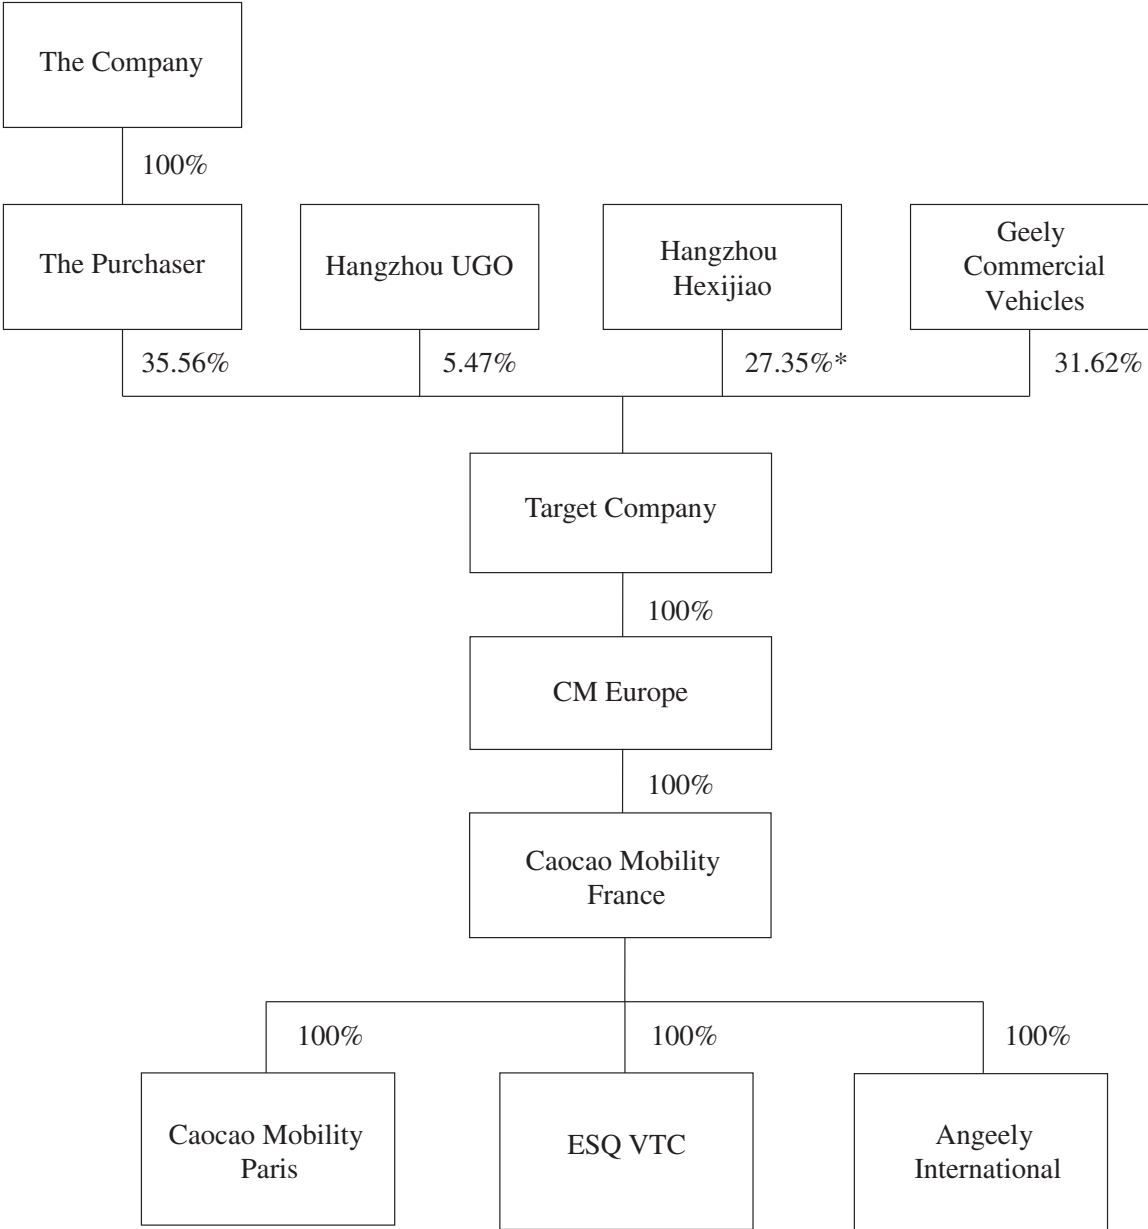 The Company
100%
The Purchaser
Hangzhou UGO
Hangzhou
Hexijiao
Geely
Commercial
Vehicles
35.56%
5.47%
27.35%*
31.62%
Target Company
100%
CM Europe
100%
Caocao Mobility
France
100%
100%
100%
Caocao Mobility
Paris
ESQ VTC
Angeely
International